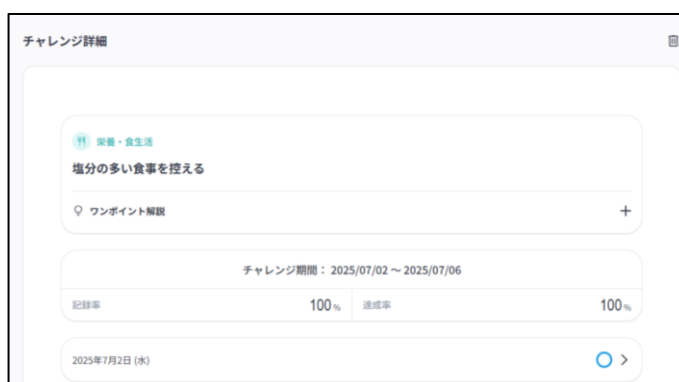 チャレンジ詳細
栄養・食生活
塩分の多い食事を控える
ワンポイント解説
チャレンジ期間： 2025/07/02 ～ 2025/07/06
記録率 100% 達成率 100%
2025年7月2日 (水)